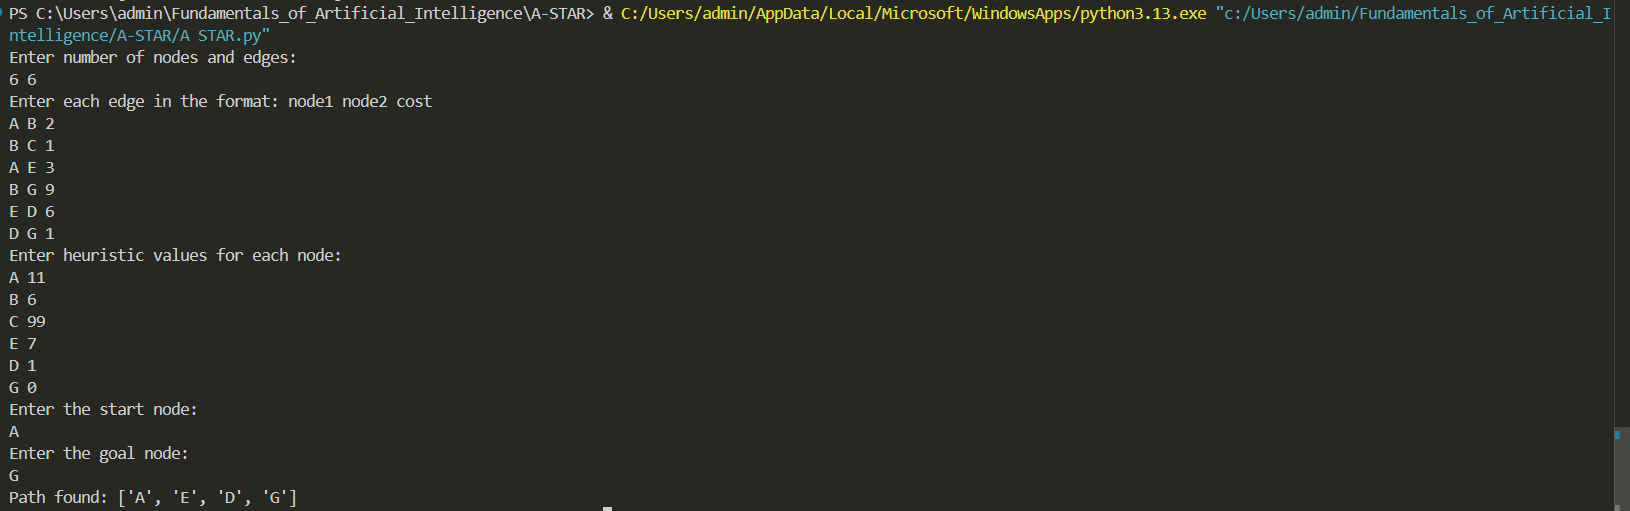 PS C:\Users\admin\Fundamentals_of_Artificial_Intelligence\A-STAR> & C:/Users/admin/AppData/Local/Microsoft/WindowsApps/python3.13.exe "c:/Users/admin/Fundamentals_of_Artificial_I
ntelligence/A-STAR/A STAR.py"
Enter number of nodes and edges:
6 6
Enter each edge in the format: node1 node2 cost
A B 2
B C 1
A E 3
B G 9
E D 6
D G 1
Enter heuristic values for each node:
A 11
B 6
C 99
E 7
D 1
G 0
Enter the start node:
A
Enter the goal node:
G
Path found: ['A', 'E', 'D', 'G']